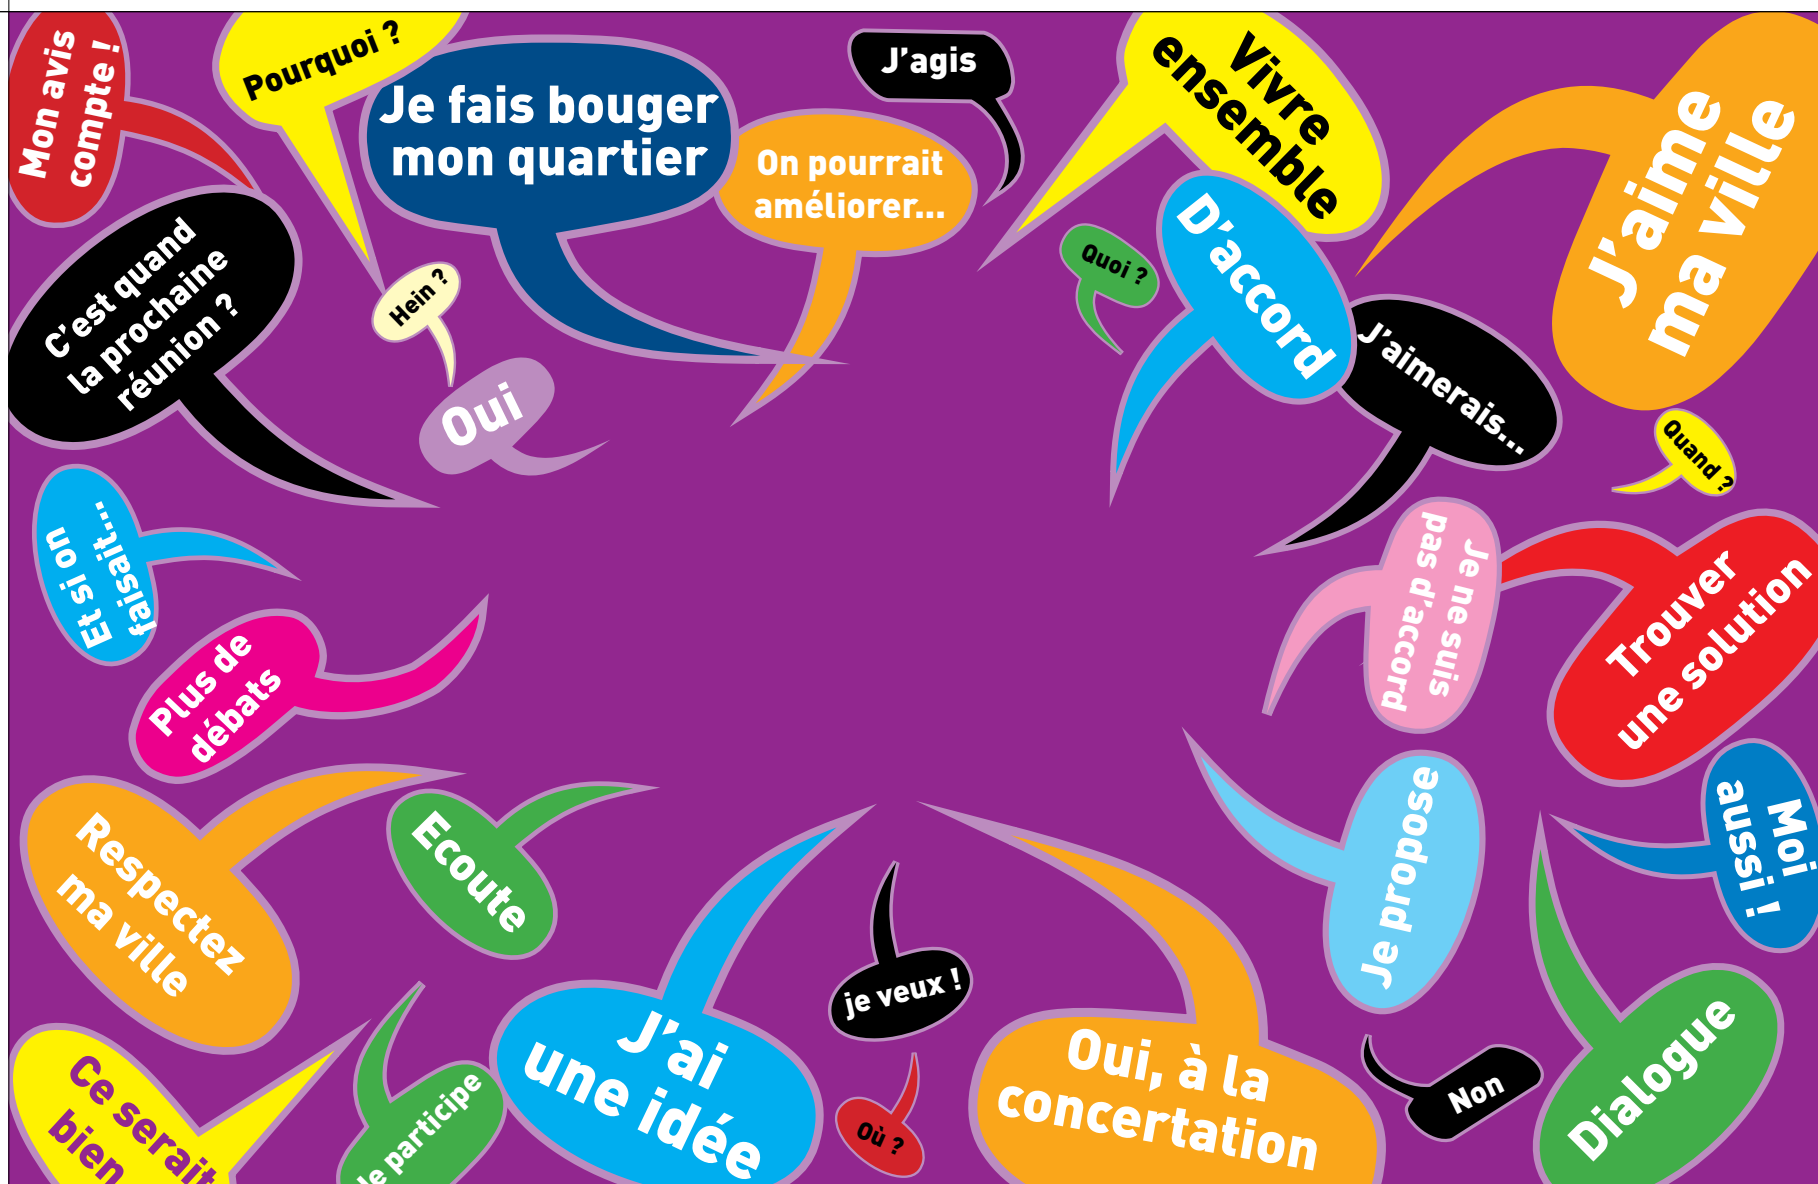 Mon avis
compte !
Pourquoi ?
Je fais bouger
mon quartier
J'agis
On pourrait
améliorer...
Vivre
ensemble
J'aime
ma ville
C'est quand
la prochaine
réunion ?
Hein ?
Oui
Quoi ?
D'accord
J'aimerais...
Quand ?
Et si on
faisait...
Je ne suis
pas d'accord
Trouver
une solution
Plus de
débats
Respectez
ma ville
Ecoute
Je propose
Moi
aussi !
je veux !
J'ai
une idée
Oui, à la
concertation
Non
Dialogue
Ce serait
bien
Je participe
Où ?